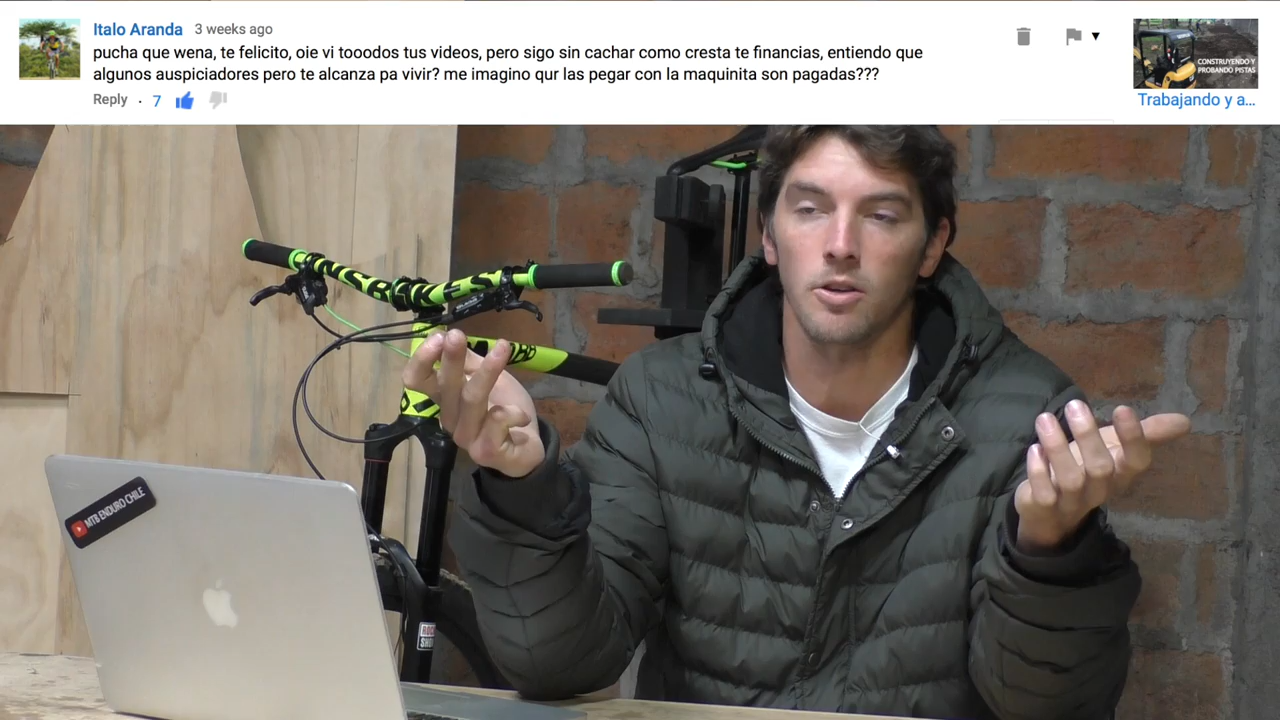 Italo Aranda 3 weeks ago
pucha que wena, te felicito, oie vi tooodos tus videos, pero sigo sin cachar como cresta te financias, entiendo que
algunos auspiciadores pero te alcanza pa vivir? me imagino qur las pegar con la maquinita son pagadas???
Reply · 7
CONSTRUYENDO Y
PROBANDO PISTAS
Trabajando y a...
MTB ENDURO CHILE